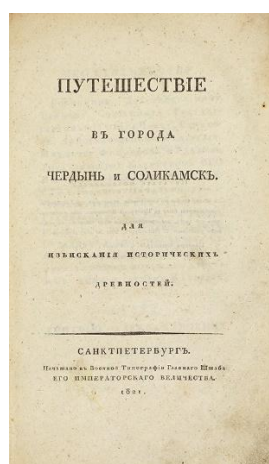 ПУТЕШЕСТВІЕ
ВЪ ГОРОДА
ЧЕРДЫНЬ и СОЛИКАМСКЪ.
ДЛЯ
ИЗЫСКАНІЯ ИСТОРИЧЕСКИХЪ
ДРЕВНОСТЕЙ.
САНКТПЕТЕРБУРГЪ.
Печатано въ Военной Типографіи Главнаго Штаба
ЕГО ИМПЕРАТОРСКАГО ВЕЛИЧЕСТВА.
1821.